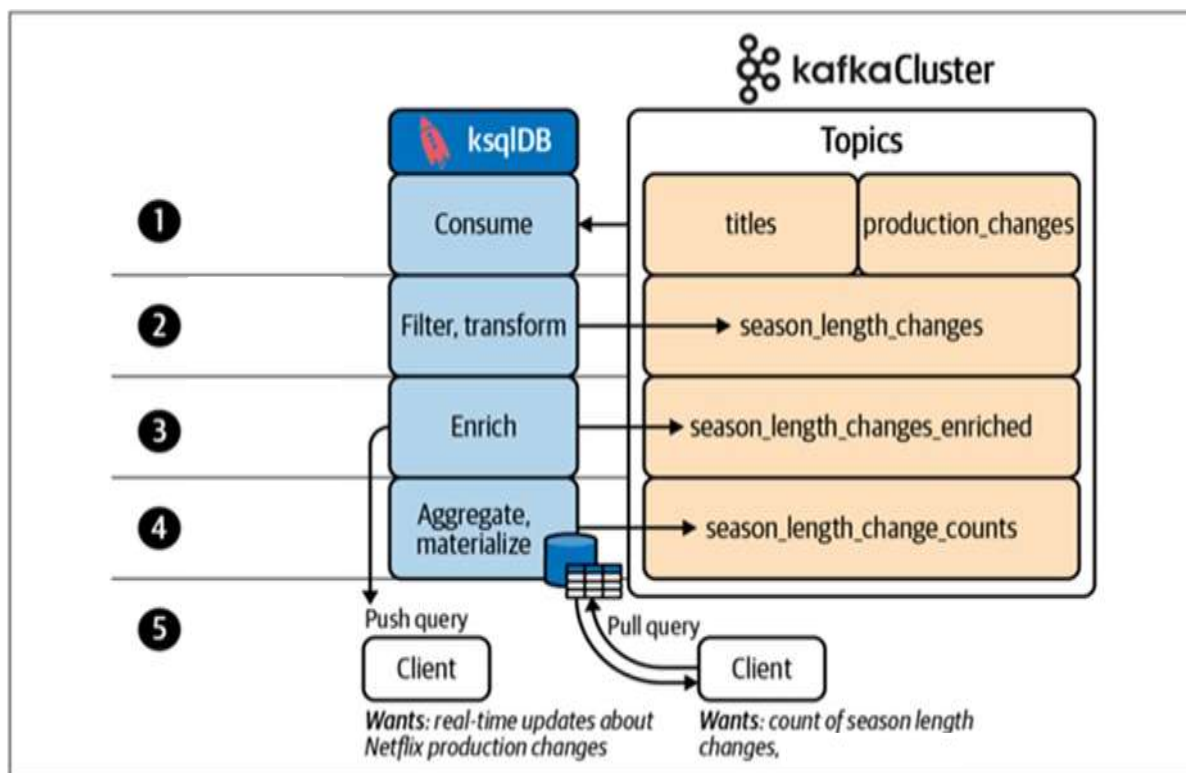 kafkaCluster
ksqlDB
Topics
1
Consume
titles
production_changes
2
Filter, transform
season_length_changes
3
Enrich
season_length_changes_enriched
4
Aggregate,
materialize
season_length_change_counts
5
Push query
Pull query
Client
Client
Wants: real-time updates about
Netflix production changes
Wants: count of season length
changes,